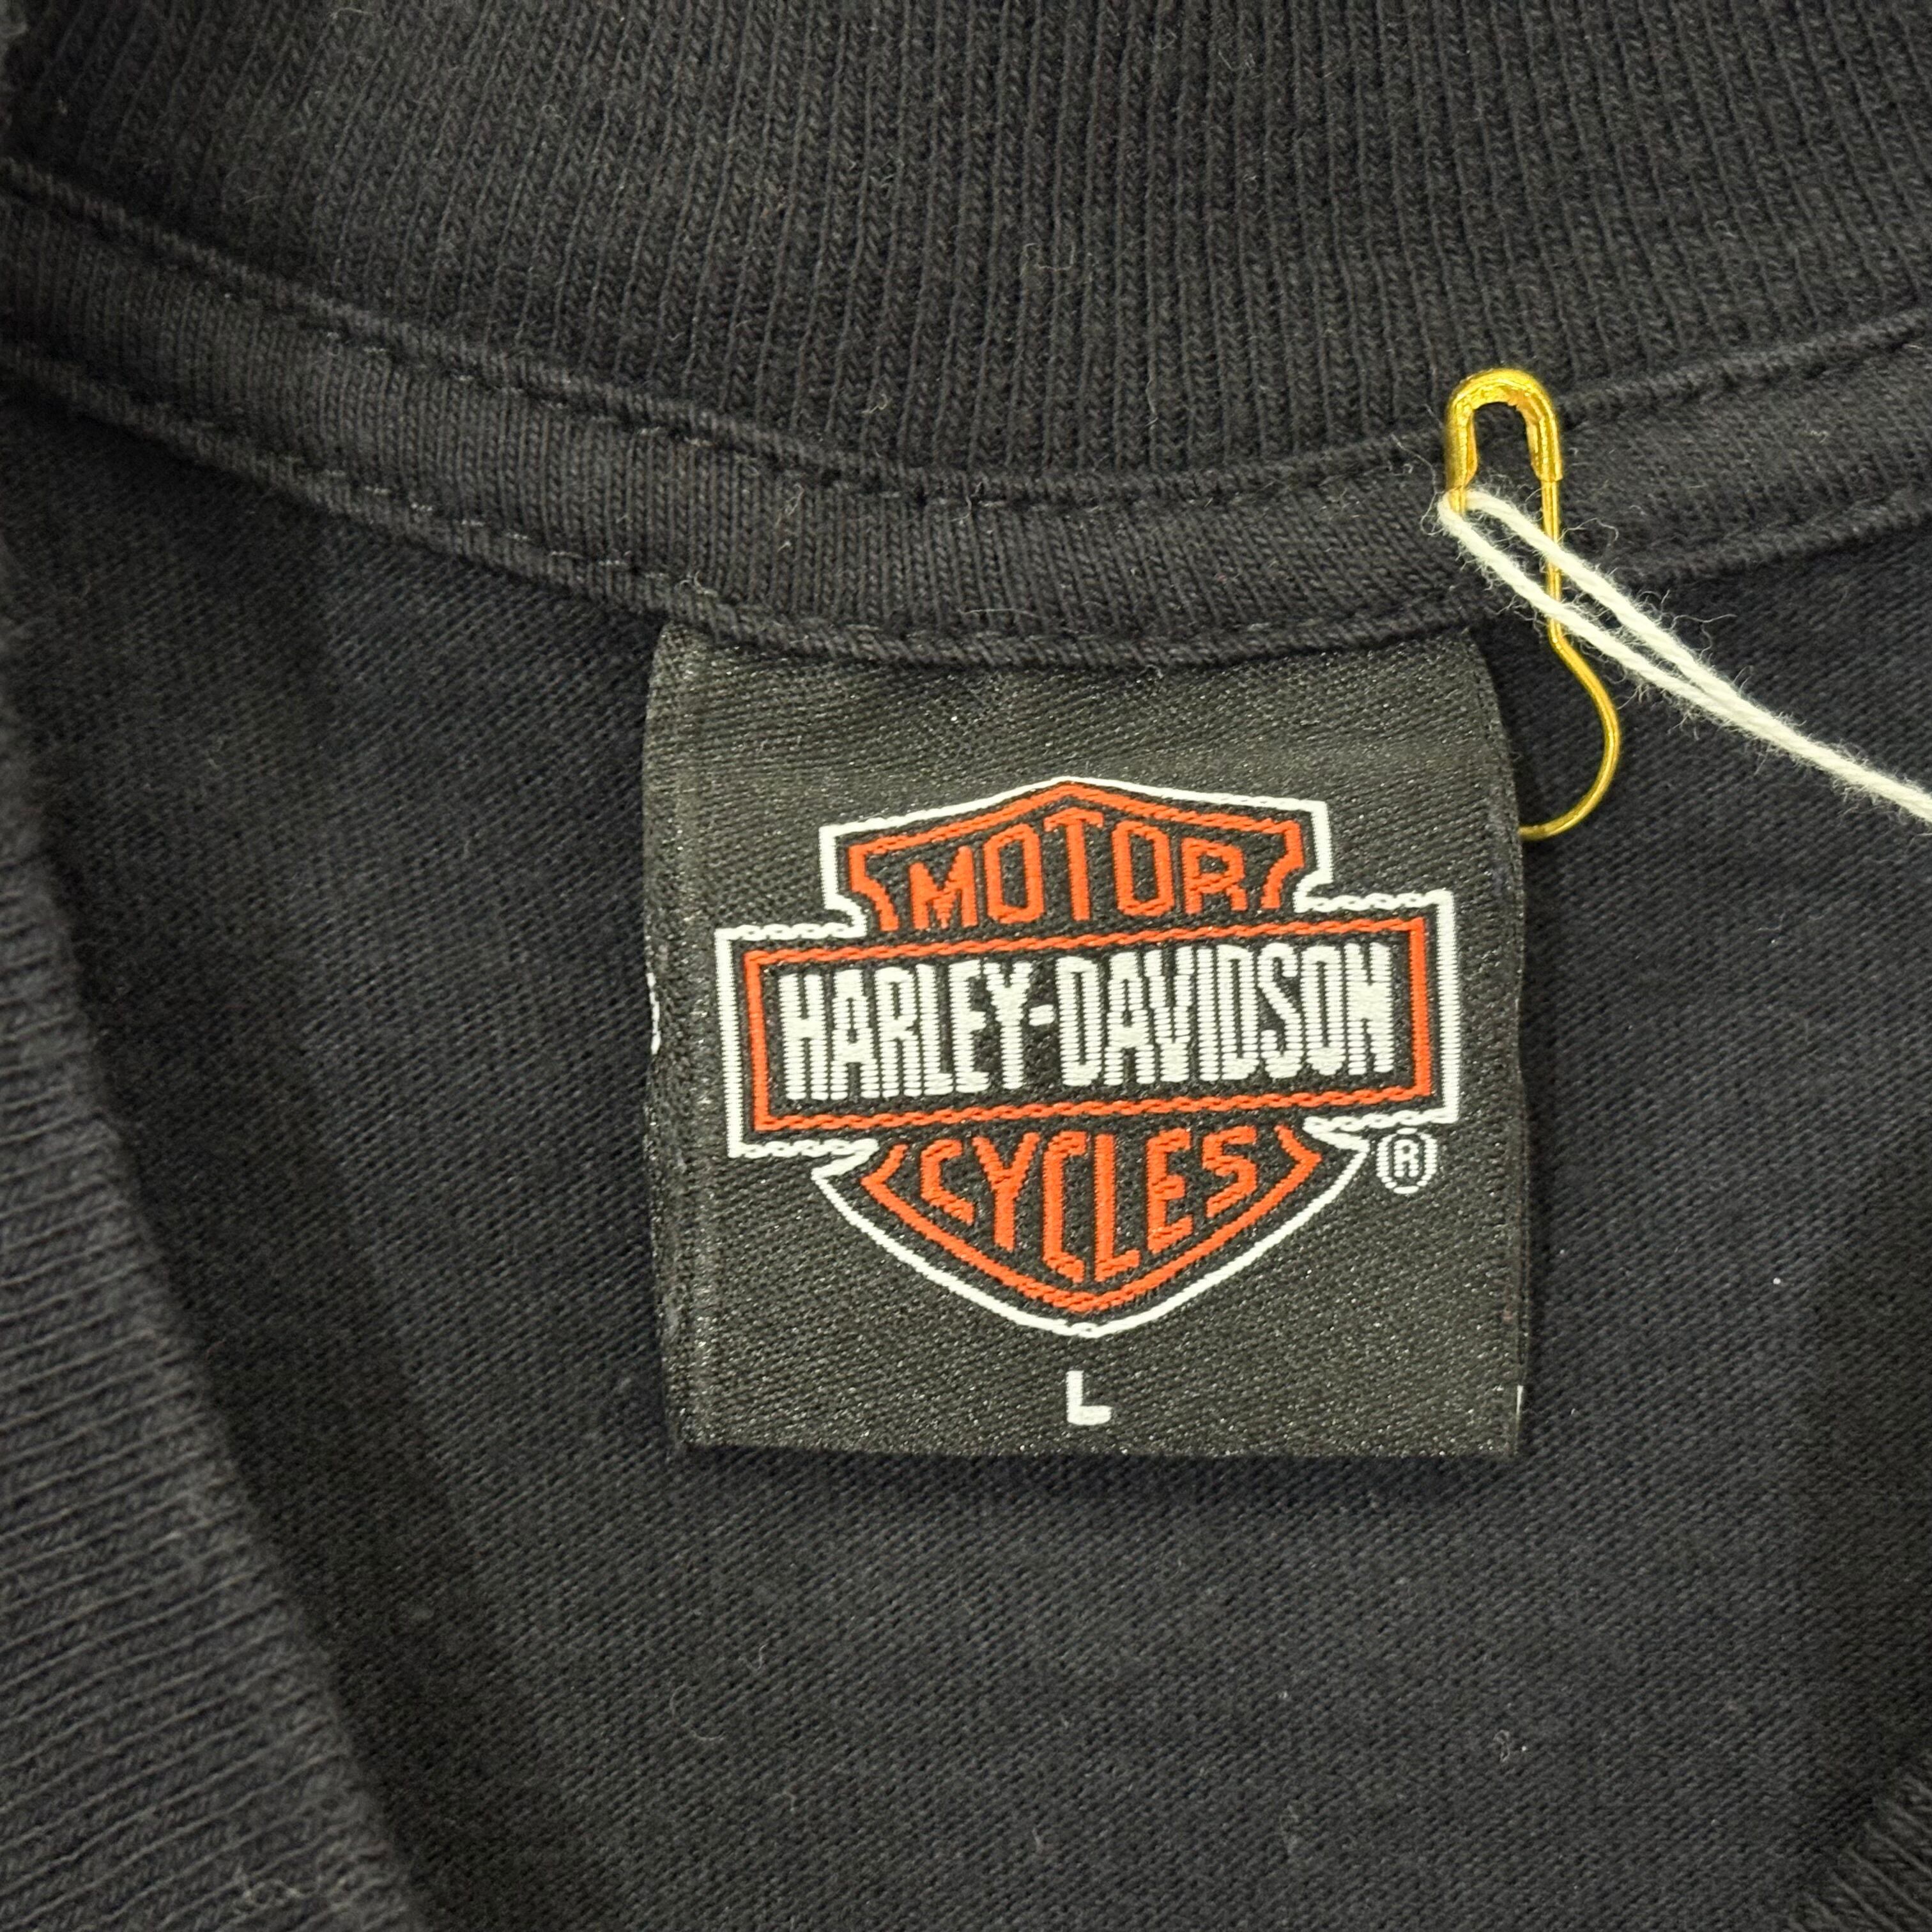 MOTOR
HARLEY-DAVIDSON
CYCLES
®
L